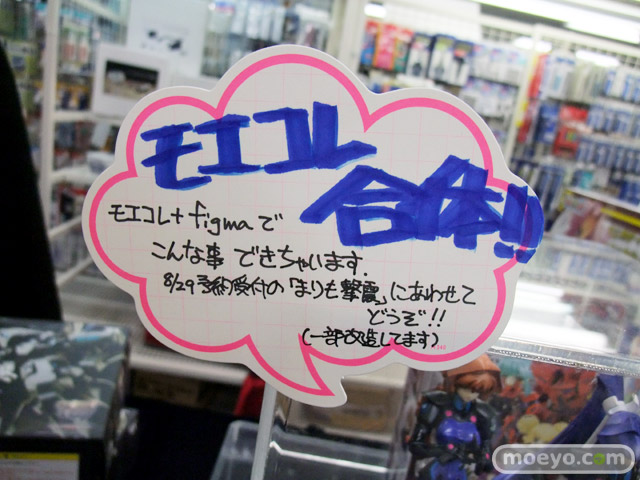 モエコレ
合体!!
モエコレ+figmaで
こんな事できちゃいます.
8/29予約受付の「まりも撃震」にあわせて
どうぞ!!
(一部改造してます)
moeyo.com